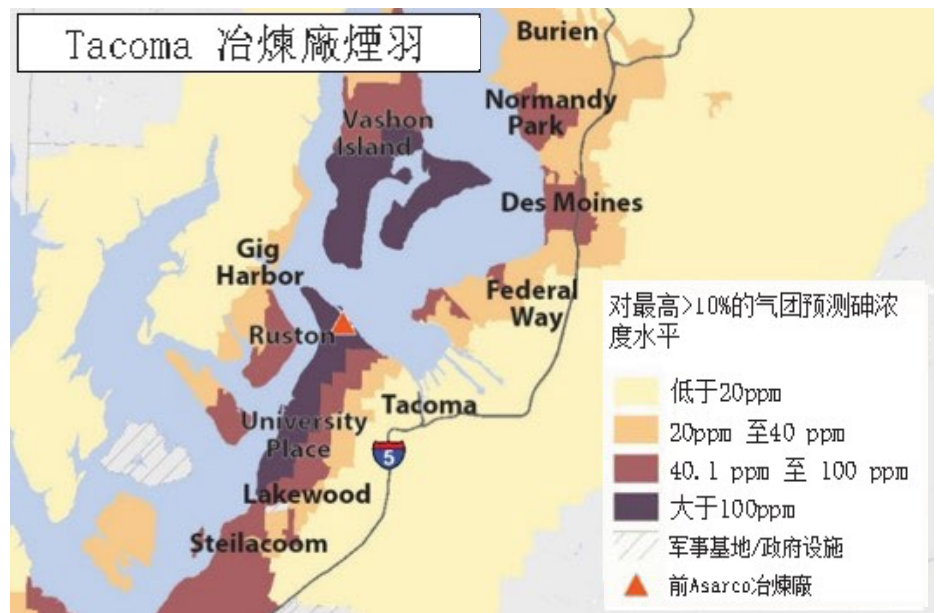 Tacoma 冶煉廠煙羽
Burien
Normandy
Park
Vashon
Island
Des Moines
Gig
Harbor
Federal
Way
Ruston
Tacoma
University
Place
5
Lakewood
Steilacoom
对最高>10%的气团预测砷浓
度水平
低于20ppm
20ppm 至40 ppm
40.1 ppm 至 100 ppm
大于100ppm
军事基地/政府设施
前Asarco冶煉廠